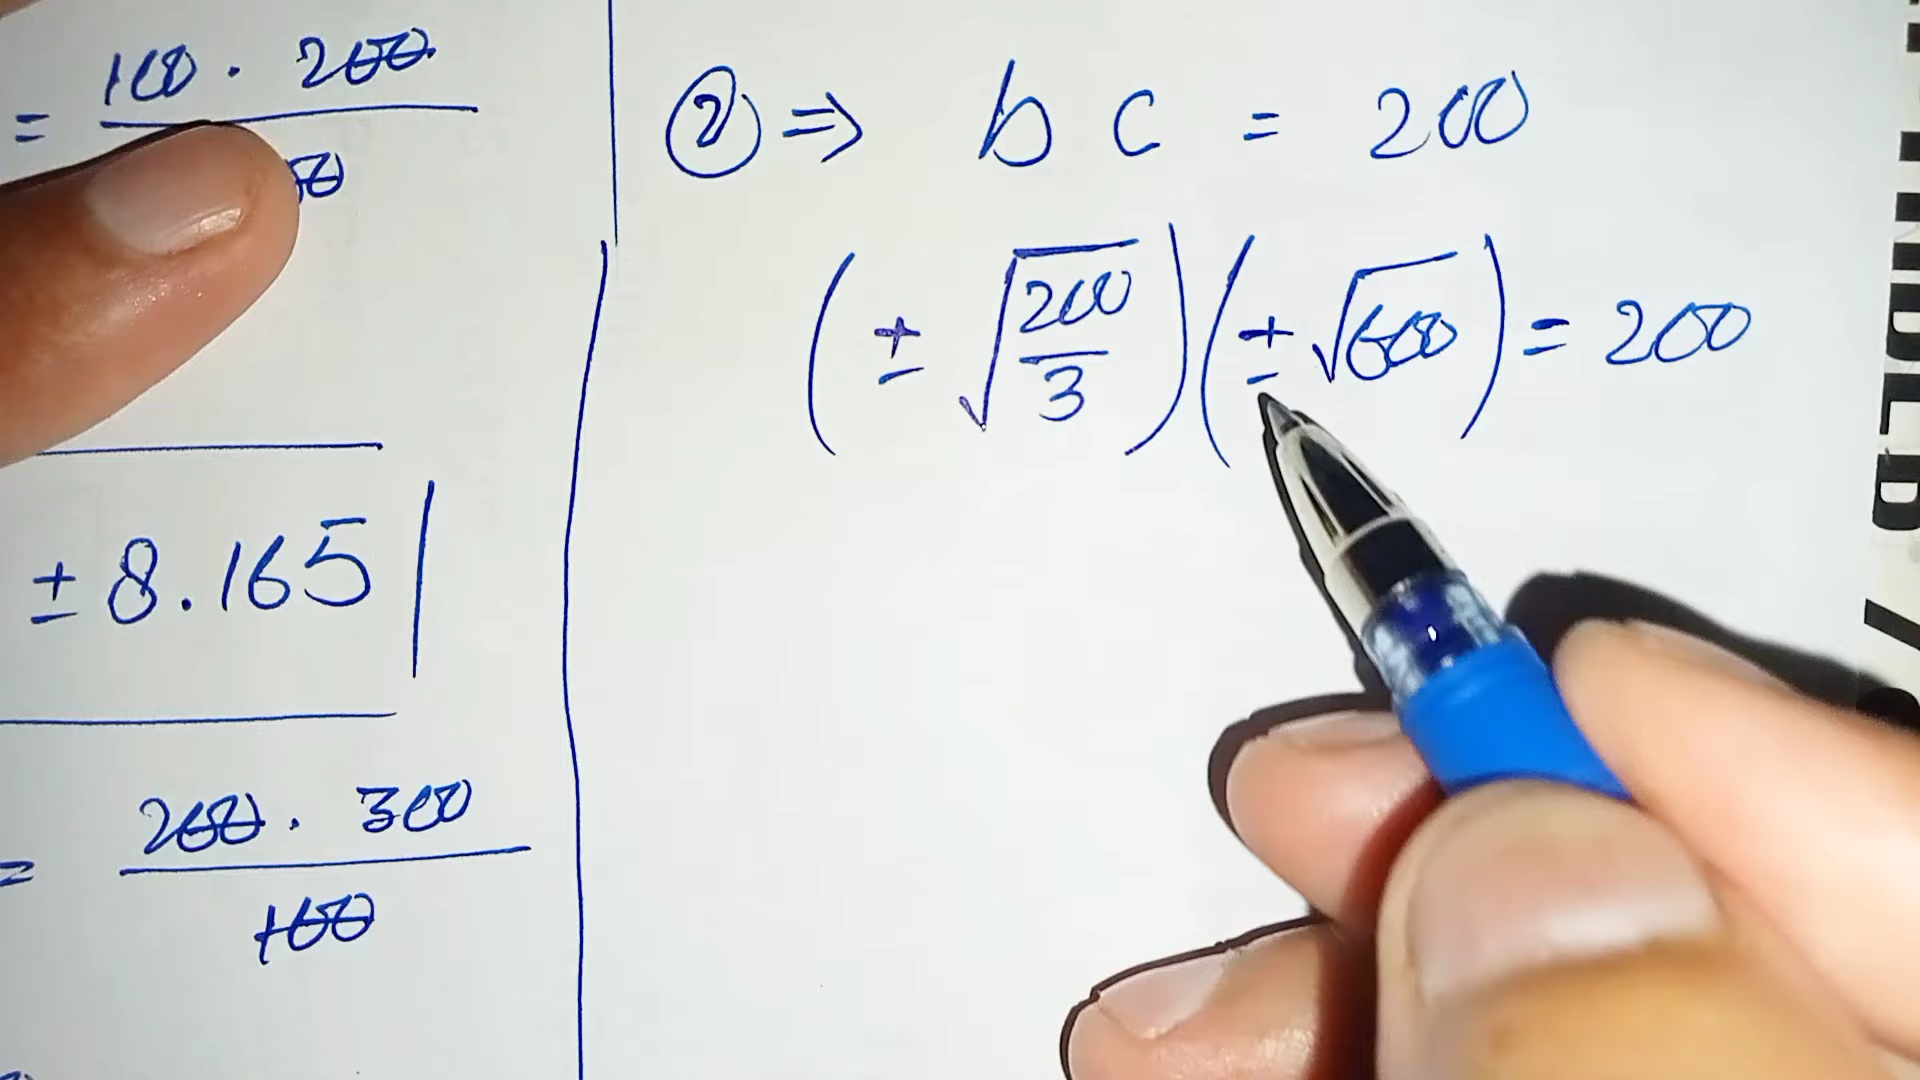 = 100 . 200
± 8.165
= 200 . 300
100
② ⇒ b c = 200
( ± √200/3 ) ( ± √600 ) = 200